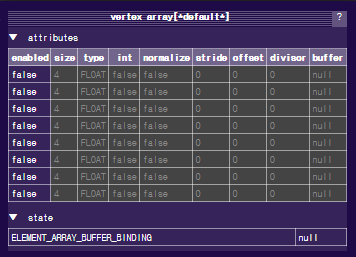 vertex array[*default*]
?
▼ attributes
enabled size type int normalize stride offset divisor buffer
false 4 FLOAT false false 0 0 0 null
false 4 FLOAT false false 0 0 0 null
false 4 FLOAT false false 0 0 0 null
false 4 FLOAT false false 0 0 0 null
false 4 FLOAT false false 0 0 0 null
false 4 FLOAT false false 0 0 0 null
false 4 FLOAT false false 0 0 0 null
false 4 FLOAT false false 0 0 0 null
▼ state
ELEMENT_ARRAY_BUFFER_BINDING null